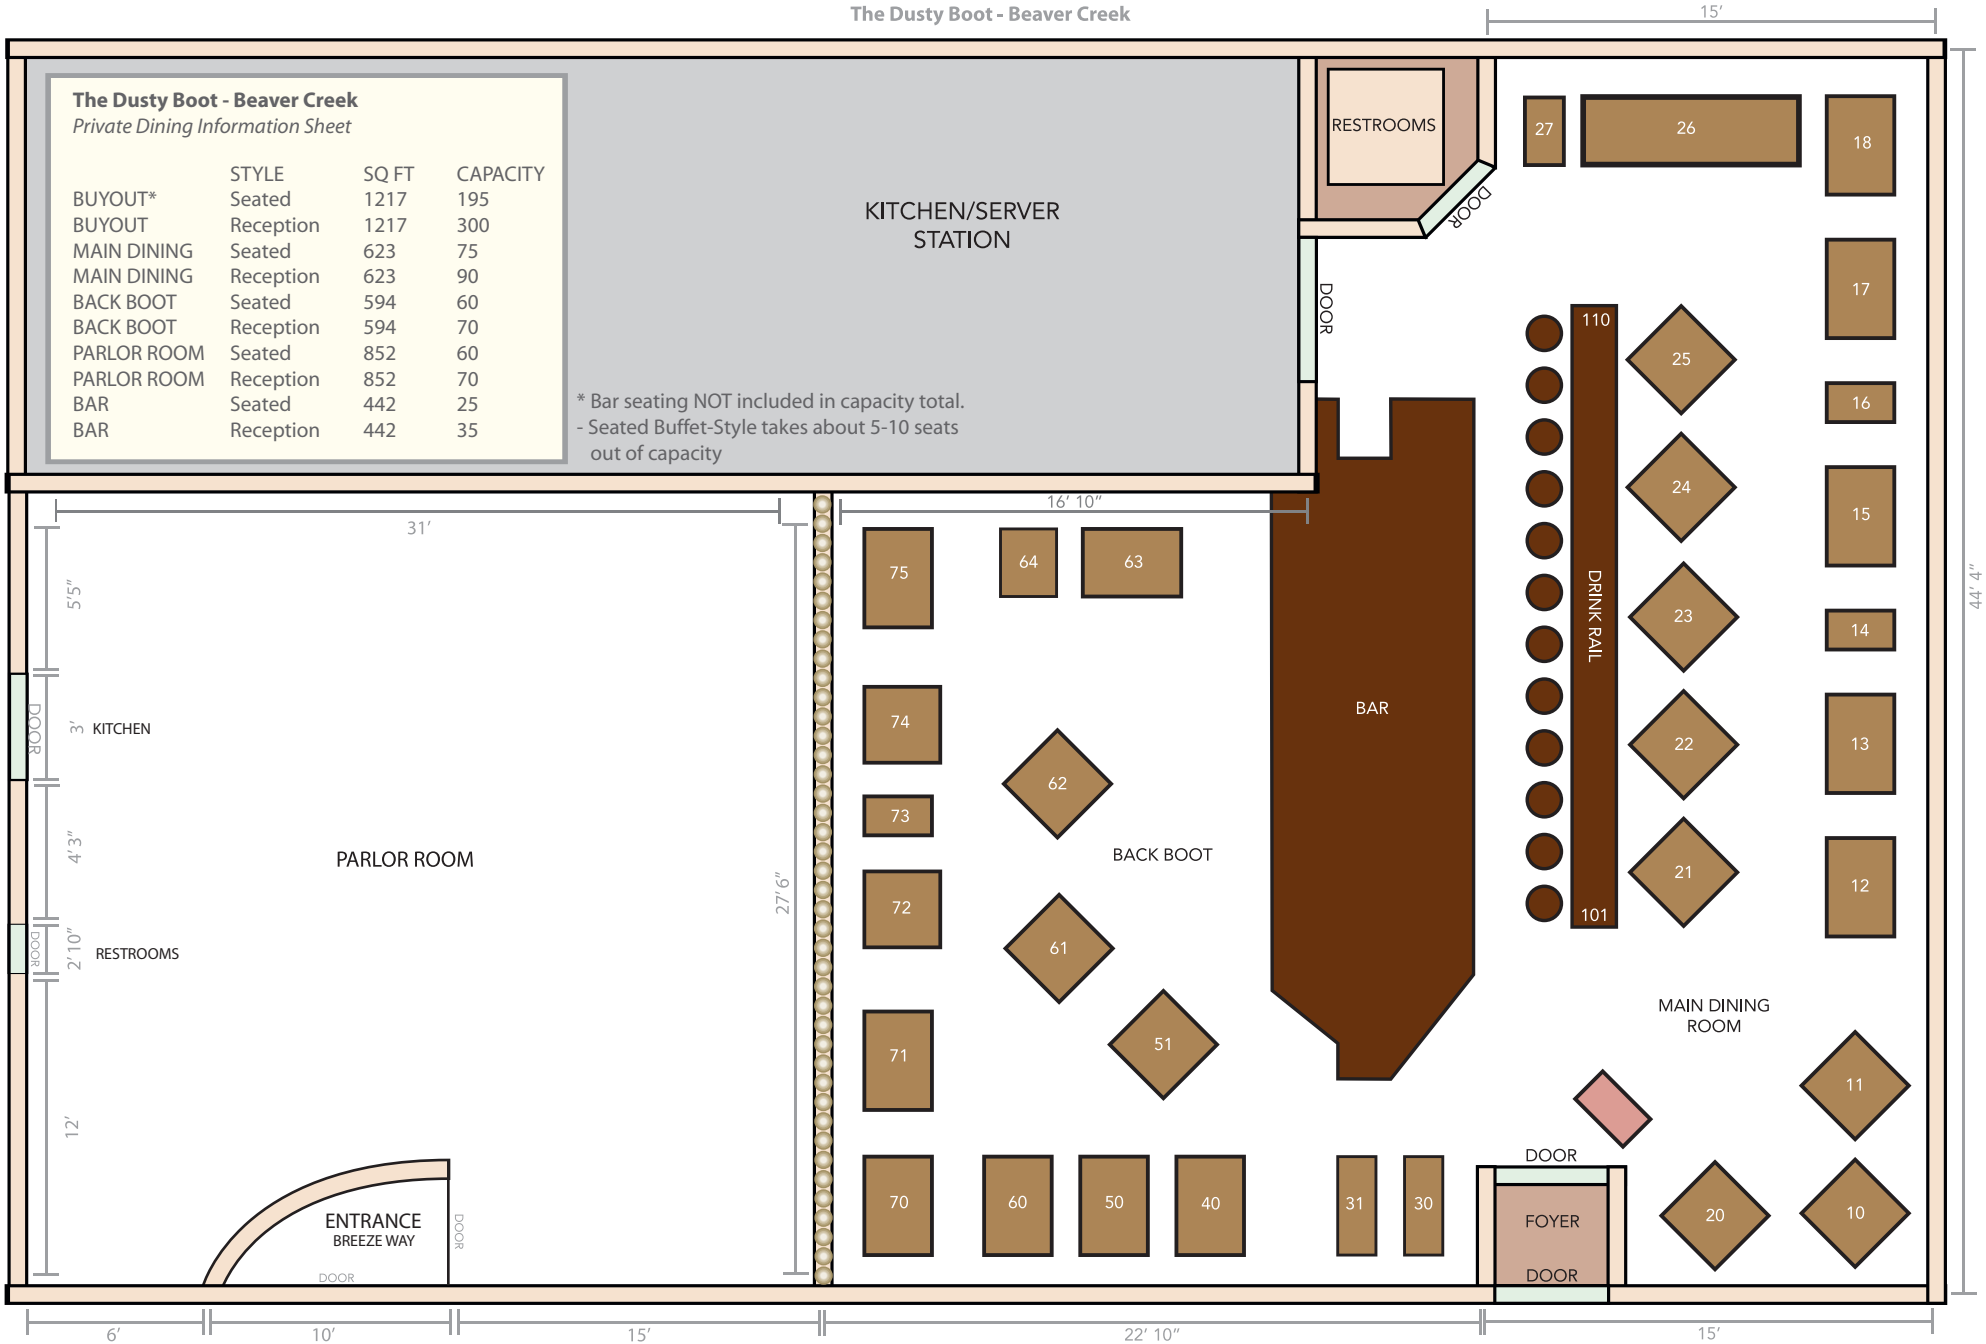 The Dusty Boot - Beaver Creek
15'
The Dusty Boot - Beaver Creek
Private Dining Information Sheet
STYLE SQ FT CAPACITY
BUYOUT* Seated 1217 195
BUYOUT Reception 1217 300
MAIN DINING Seated 623 75
MAIN DINING Reception 623 90
BACK BOOT Seated 594 60
BACK BOOT Reception 594 70
PARLOR ROOM Seated 852 60
PARLOR ROOM Reception 852 70
BAR Seated 442 25
BAR Reception 442 35
* Bar seating NOT included in capacity total.
- Seated Buffet-Style takes about 5-10 seats
out of capacity
KITCHEN/SERVER
STATION
RESTROOMS
DOOR
DOOR
27
26
18
17
16
15
14
13
12
11
10
20
25
24
23
22
21
110
DRINK RAIL
101
44' 4"
BAR
MAIN DINING
ROOM
DOOR
FOYER
DOOR
16' 10"
75
64
63
74
62
73
72
61
51
71
70
60
50
40
31
30
BACK BOOT
31'
27' 6"
5'5"
DOOR
3'
KITCHEN
4' 3"
DOOR
2' 10"
RESTROOMS
12'
PARLOR ROOM
ENTRANCE
BREEZE WAY
DOOR
DOOR
6'
10'
15'
22' 10"
15'